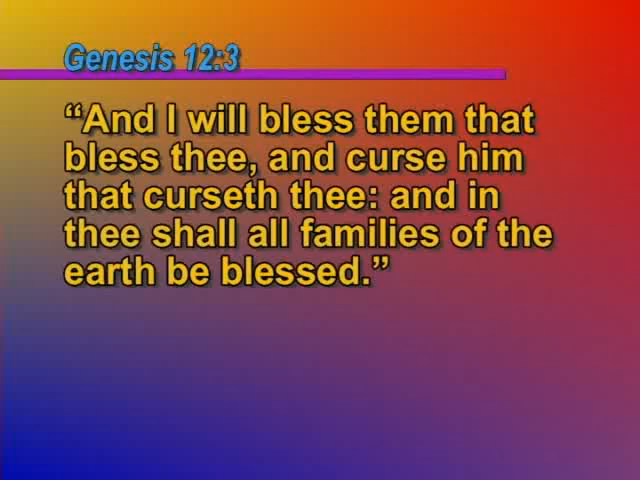 Genesis 12:3
“And I will bless them that
bless thee, and curse him
that curseth thee: and in
thee shall all families of the
earth be blessed.”